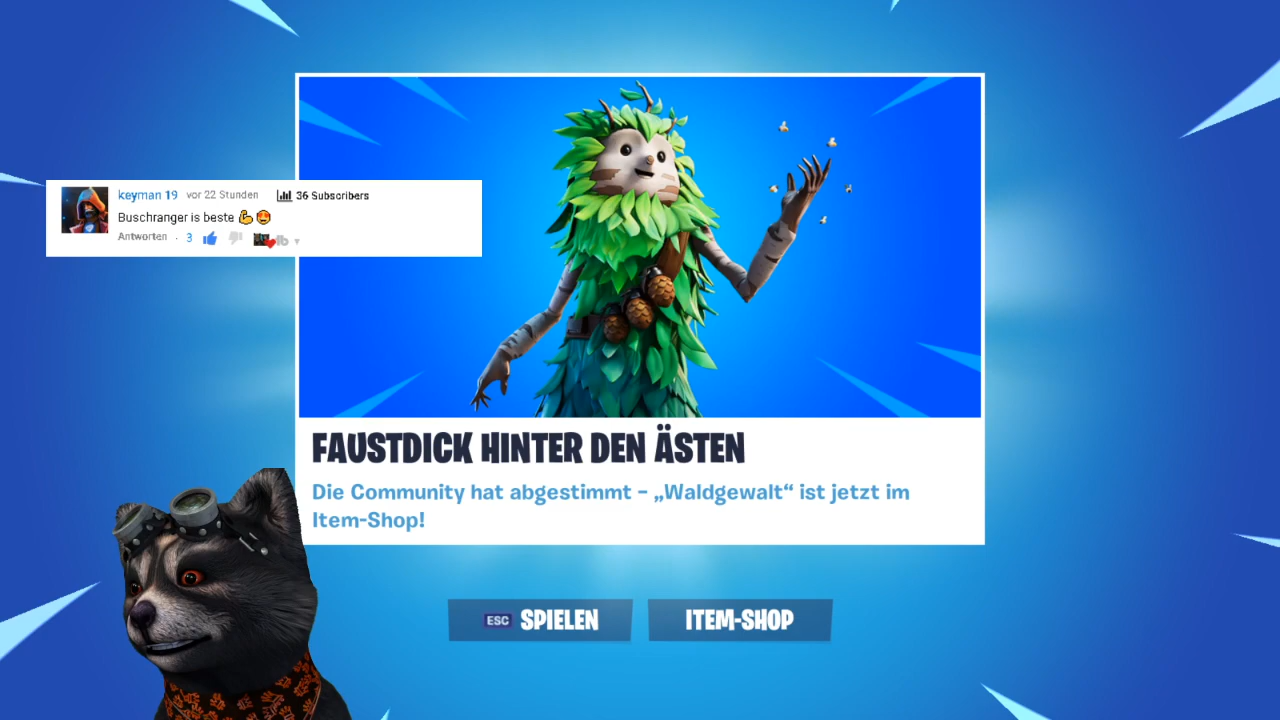 keyman 19 vor 22 Stunden 36 Subscribers
Buschranger is beste 💪😍
Antworten · 3
FAUSTDICK HINTER DEN ÄSTEN
Die Community hat abgestimmt – „Waldgewalt“ ist jetzt im
Item-Shop!
ESC SPIELEN
ITEM-SHOP